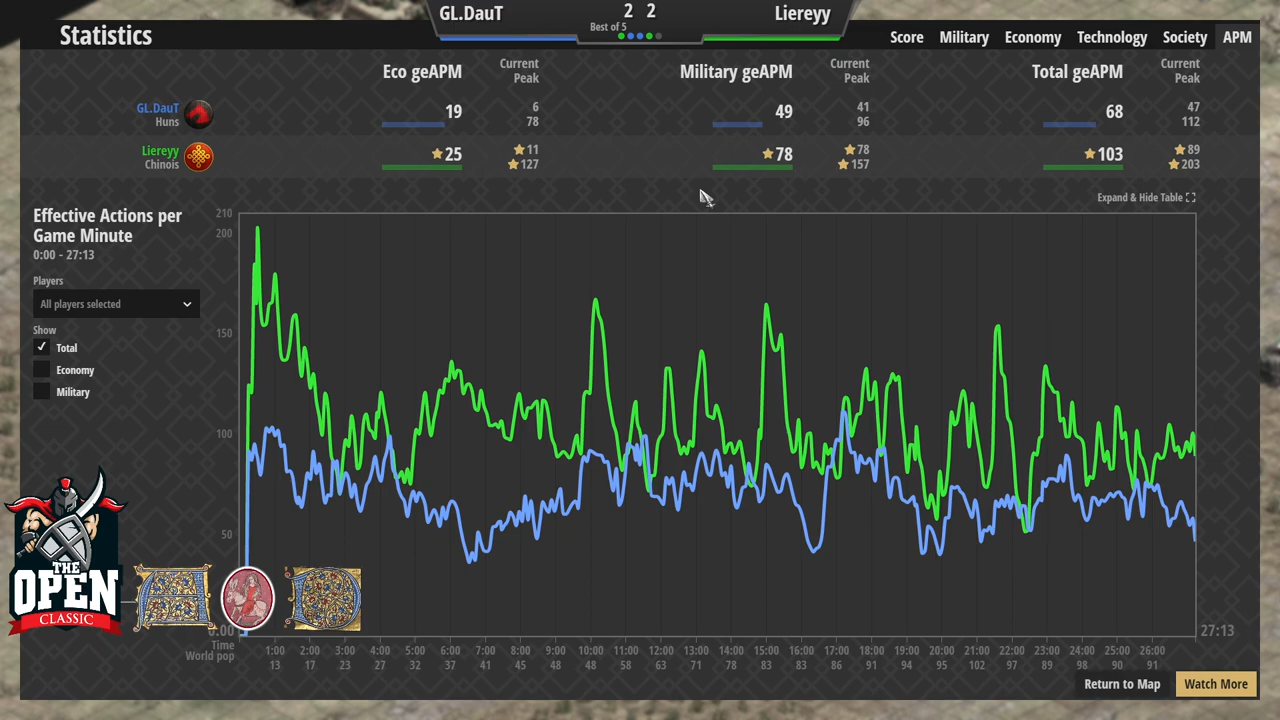 GL.DauT 2 2 Liereyy
Best of 5
Statistics
Score Military Economy Technology Society APM
Eco geAPM Current Peak Military geAPM Current Peak Total geAPM Current Peak
GL.DauT Huns 19 6 78 49 41 96 68 47 112
Liereyy Chinois 25 11 127 78 78 157 103 89 203
Expand & Hide Table
Effective Actions per
Game Minute
0:00 - 27:13
Players
All players selected
Show
Total
Economy
Military
210
200
150
100
50
0.00
27:13
THE
OPEN
CLASSIC
Time 1:00 2:00 3:00 4:00 5:00 6:00 7:00 8:00 9:00 10:00 11:00 12:00 13:00 14:00 15:00 16:00 17:00 18:00 19:00 20:00 21:00 22:00 23:00 24:00 25:00 26:00
World pop 13 17 23 27 32 37 41 45 48 48 58 63 71 78 83 83 86 91 94 95 102 97 89 98 90 91
Return to Map Watch More